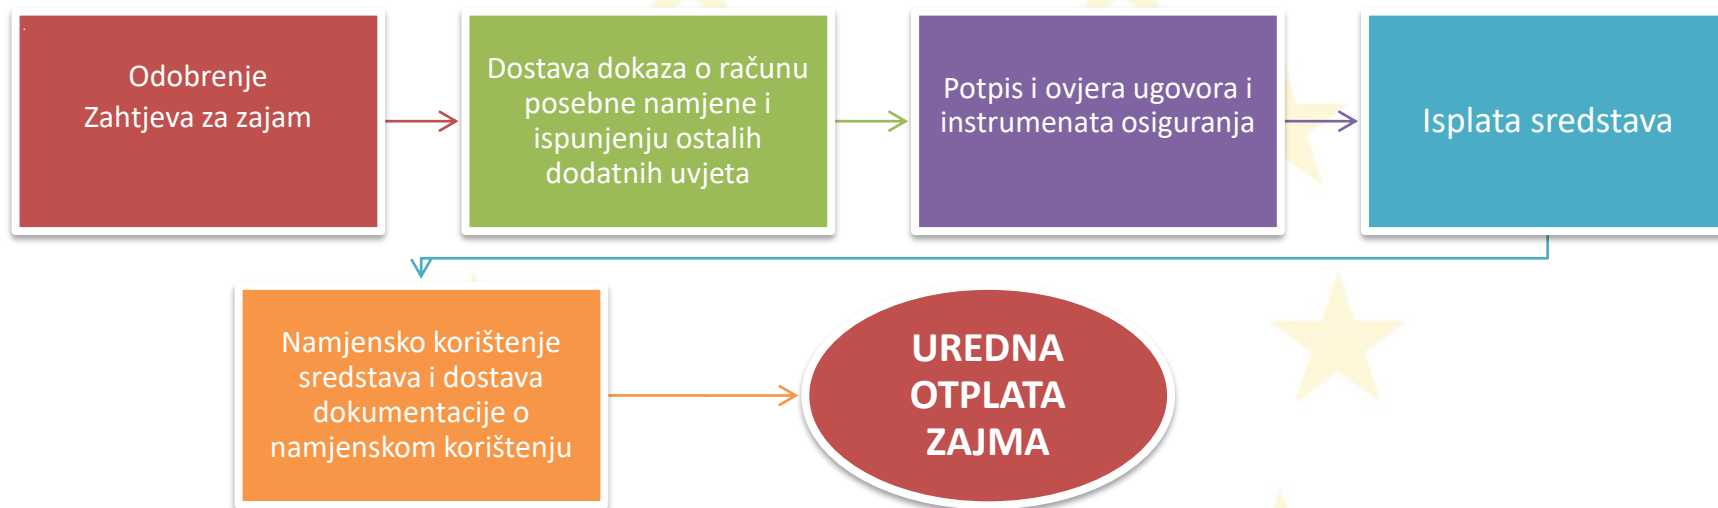 Odobrenje
Zahtjeva za zajam
Dostava dokaza o računu
posebne namjene i
ispunjenju ostalih
dodatnih uvjeta
Potpis i ovjera ugovora i
instrumenata osiguranja
Isplata sredstava
Namjensko korištenje
sredstava i dostava
dokumentacije o
namjenskom korištenju
UREDNA
OTPLATA
ZAJMA